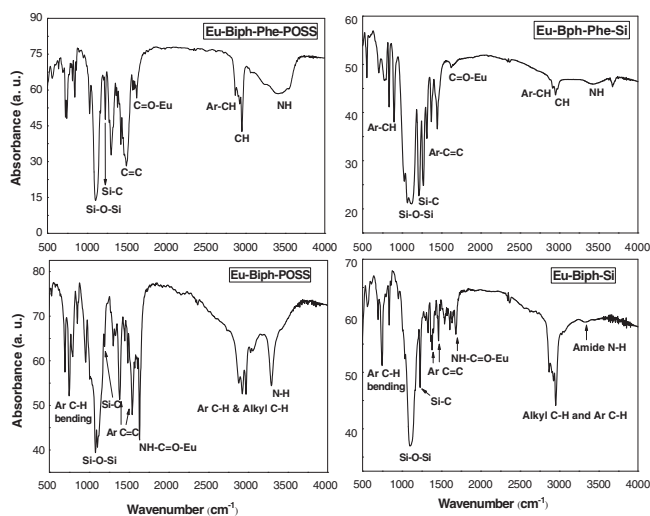 Eu-Biph-Phe-POSS
Absorbance (a. u.)
90
75
60
45
30
15
0
C=O-Eu
Ar-CH
NH
CH
C=C
Si-C
Si-O-Si
500 1000 1500 2000 2500 3000 3500 4000
Eu-Bph-Phe-Si
60
50
40
30
20
C=O-Eu
Ar-CH
CH
NH
Ar-CH
Ar-C=C
Si-C
Si-O-Si
500 1000 1500 2000 2500 3000 3500 4000
Eu-Biph-POSS
Absorbance (a. u.)
80
70
60
50
40
Ar C-H
bending
Si-C
Ar C=C
Si-O-Si
NH-C=O-Eu
Ar C-H & Alkyl C-H
N-H
500 1000 1500 2000 2500 3000 3500 4000
Wavenumber (cm-1)
Eu-Biph-Si
70
60
50
40
Ar C-H
bending
Ar C=C
NH-C=O-Eu
Amide N-H
Si-C
Alkyl C-H and Ar C-H
Si-O-Si
500 1000 1500 2000 2500 3000 3500 4000
Wavenumber (cm-1)